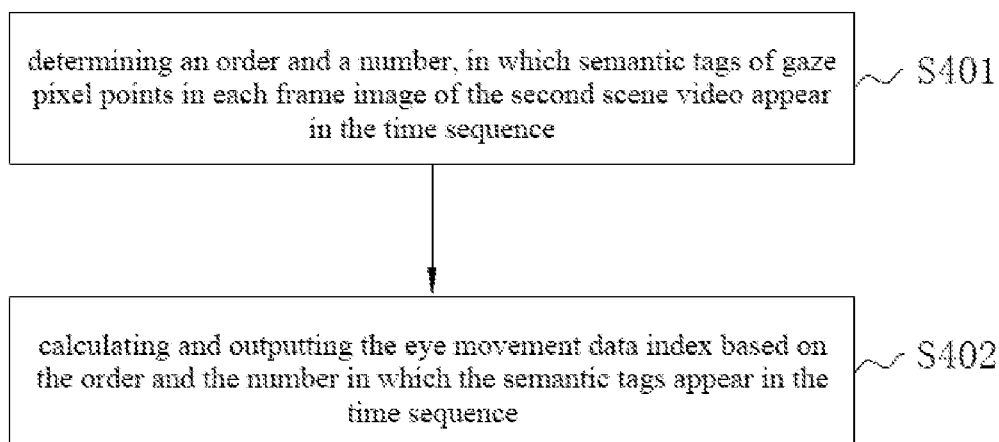 determining an order and a number, in which semantic tags of gaze
pixel points in each frame image of the second scene video appear
in the time sequence
S401
calculating and outputting the eye movement data index based on
the order and the number in which the semantic tags appear in the
time sequence
S402